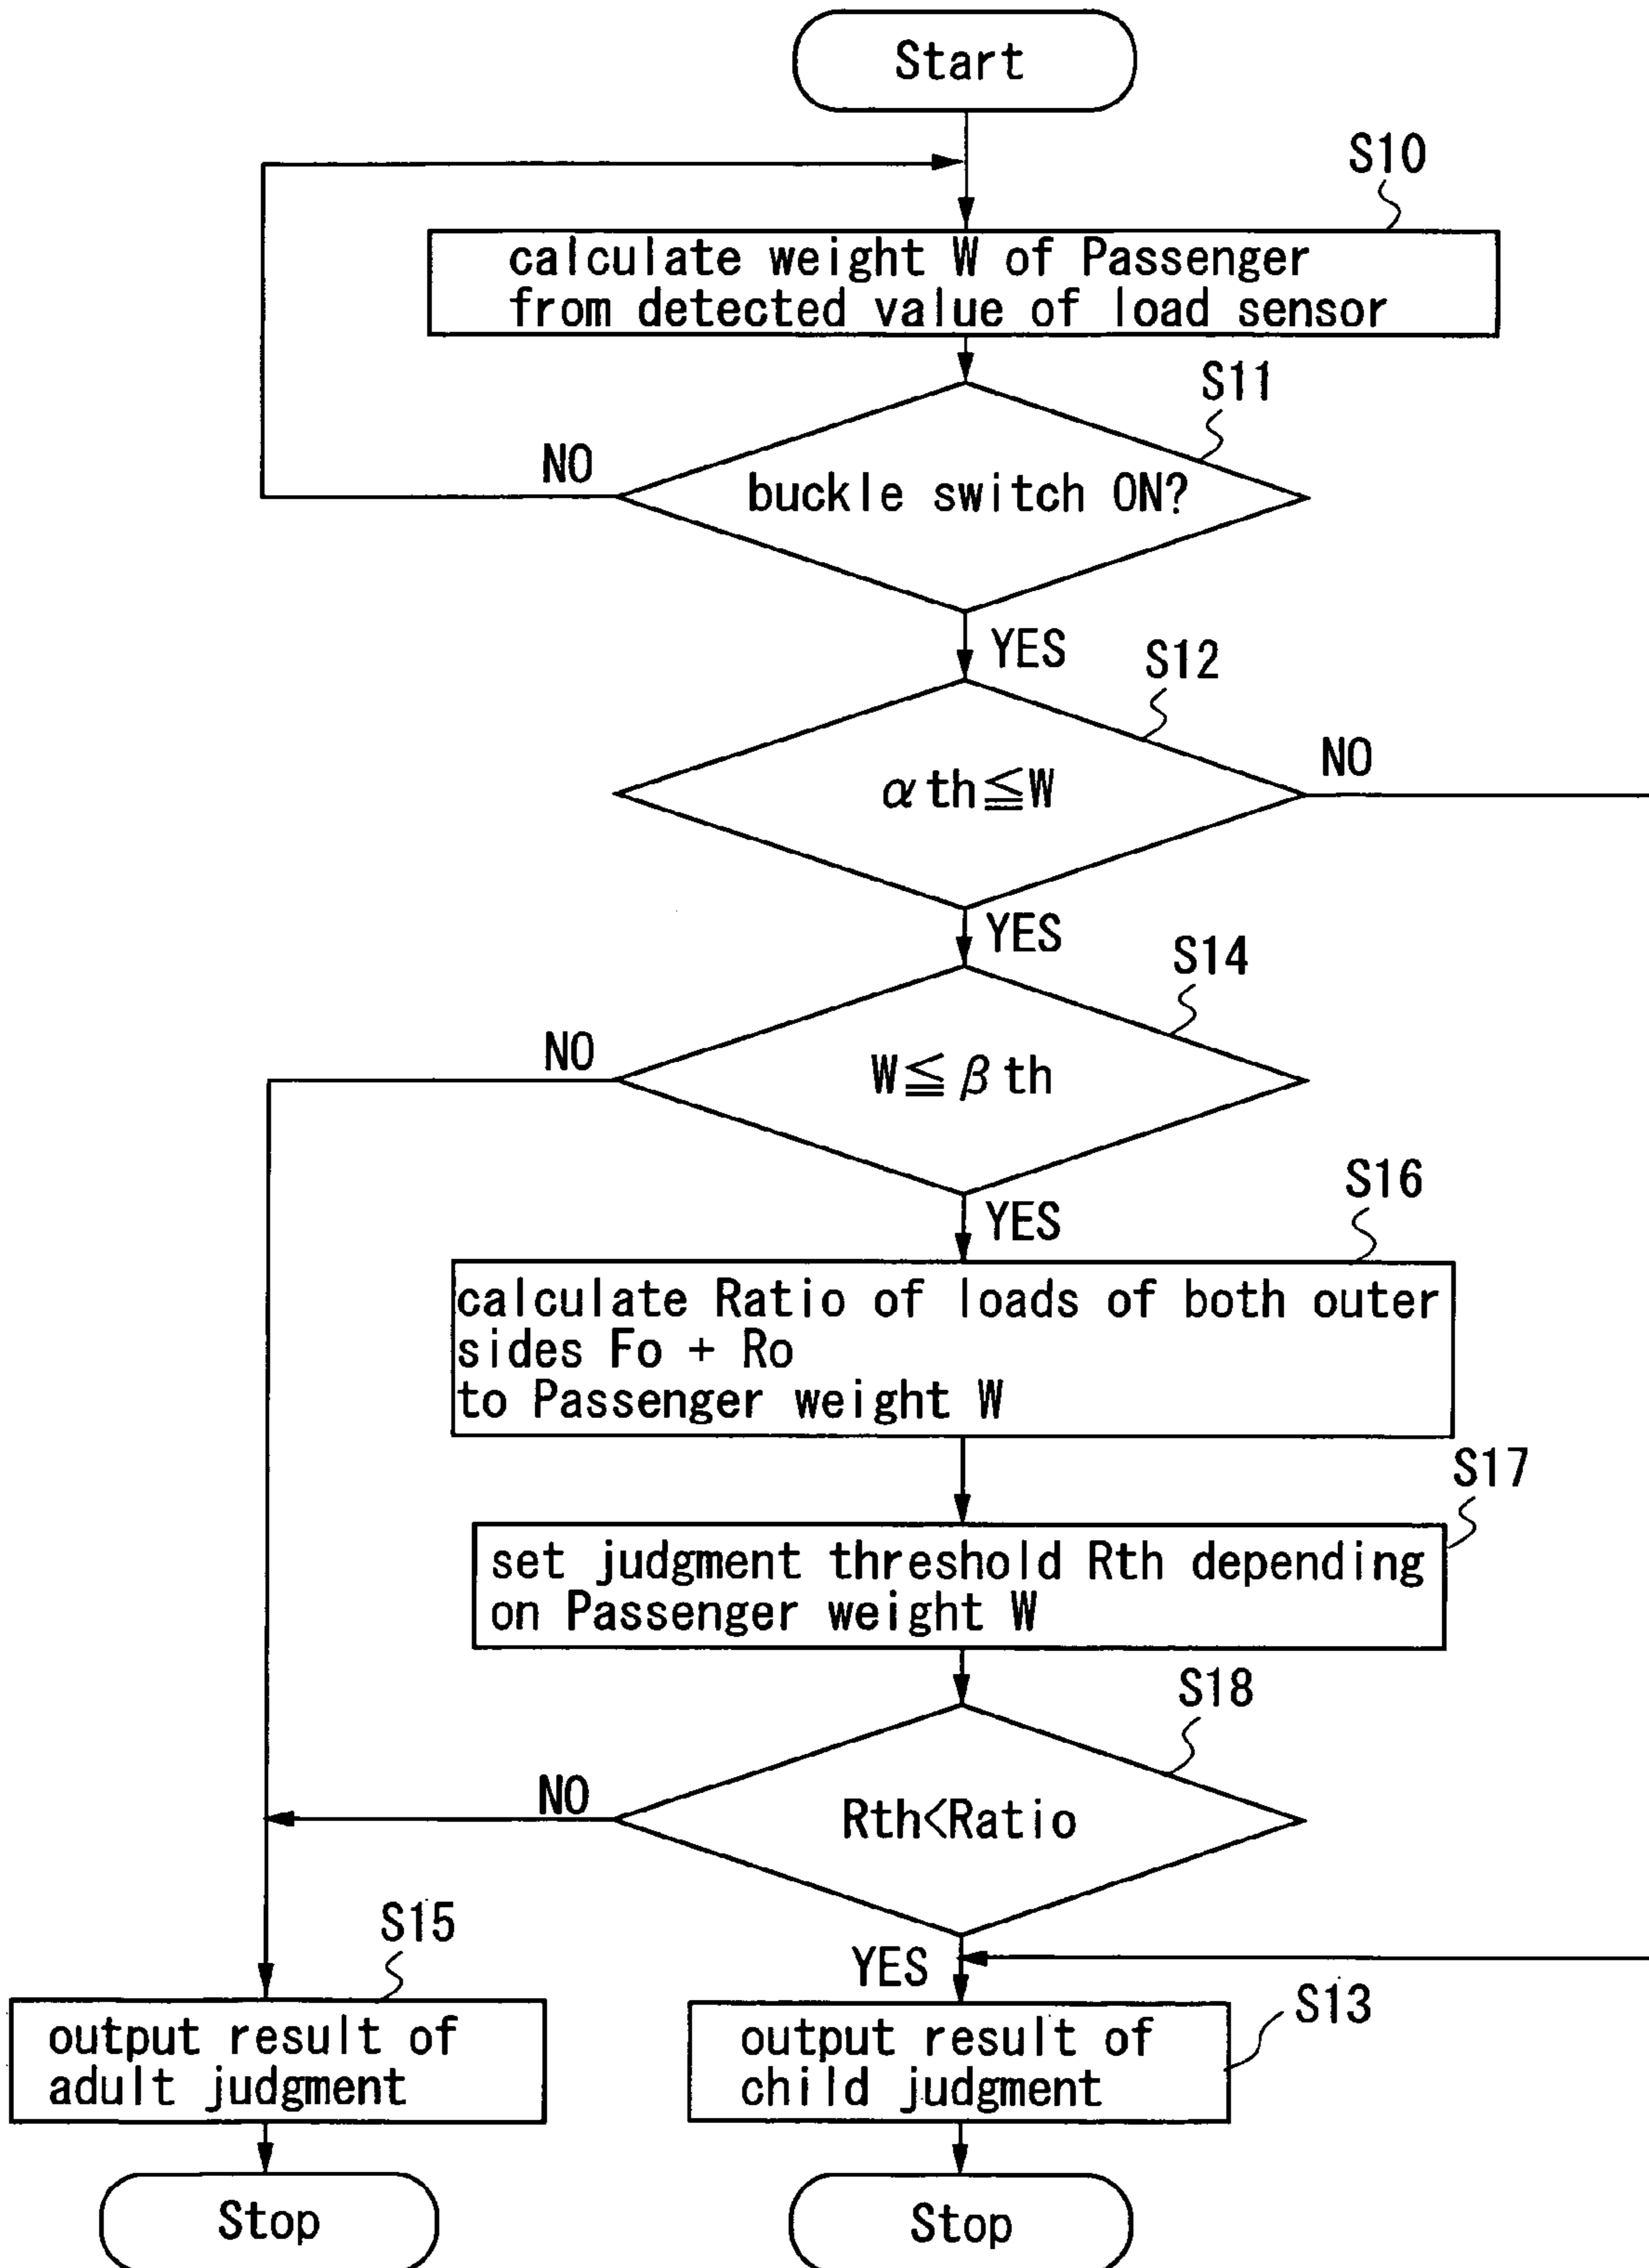 Start
S10
calculate weight W of Passenger
from detected value of load sensor
S11
NO
buckle switch ON?
YES
S12
NO
α th≦W
YES
S14
NO
W≦ β th
YES
S16
calculate Ratio of loads of both outer
sides Fo + Ro
to Passenger weight W
S17
set judgment threshold Rth depending
on Passenger weight W
S18
NO
Rth<Ratio
S15
YES
S13
output result of
adult judgment
output result of
child judgment
Stop
Stop